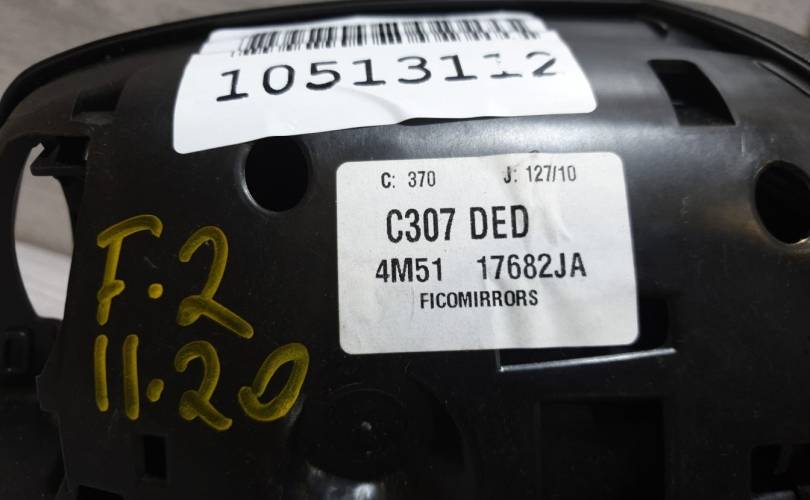 10513112
C: 370 J: 127/10
C307 DED
4M51 17682JA
FICOMIRRORS
F.2
11.20